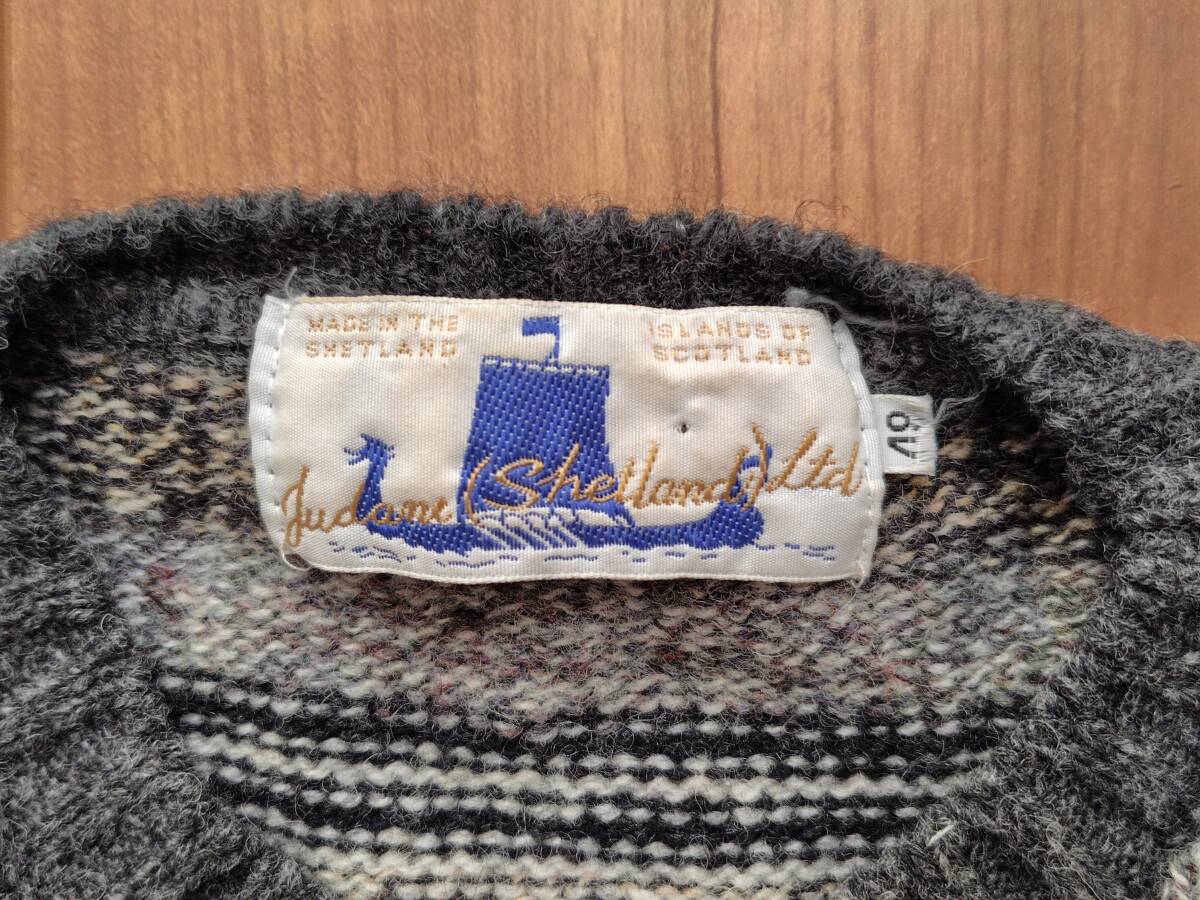 MADE IN THE
SHETLAND
ISLANDS OF
SCOTLAND
Judane (Shetland) Ltd
40